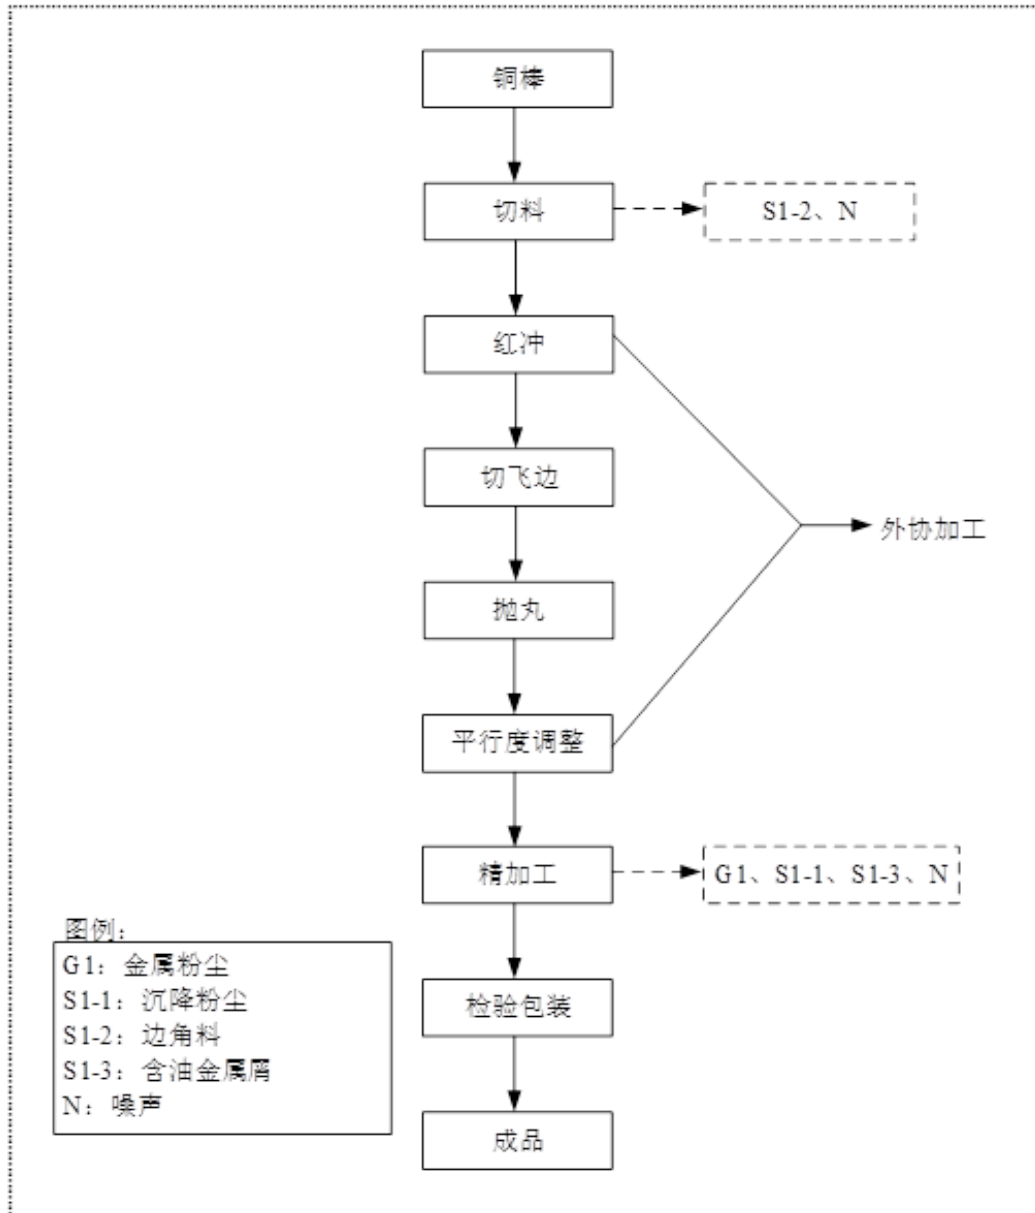 铜棒
切料
S1-2、N
红冲
切飞边
外协加工
抛丸
平行度调整
精加工
G1、S1-1、S1-3、N
图例：
G1：金属粉尘
S1-1：沉降粉尘
S1-2：边角料
S1-3：含油金属屑
N：噪声
检验包装
成品